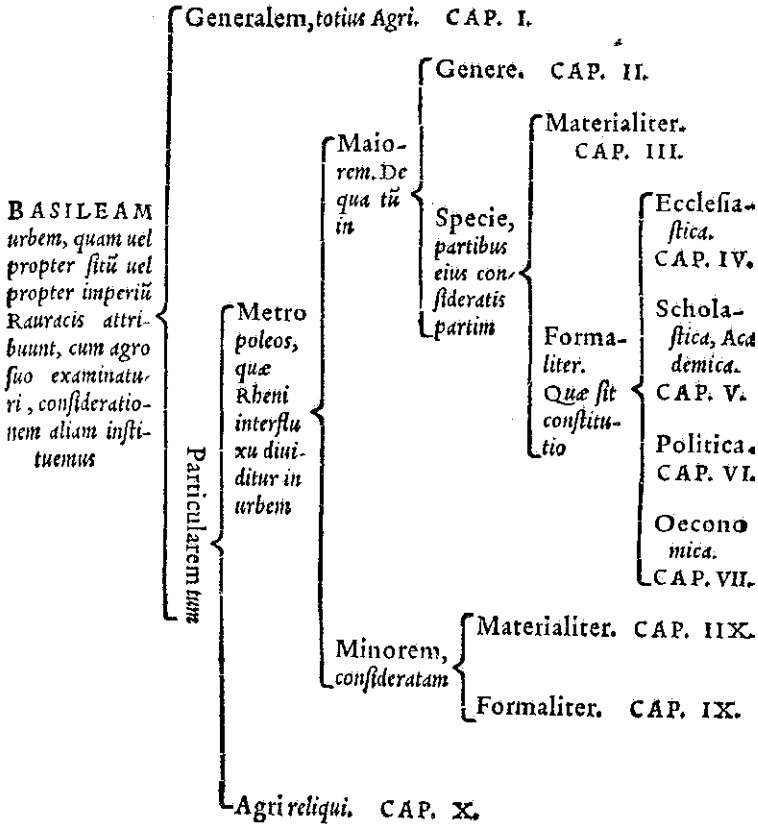 Generalem, totius Agri. CAP. I.
BASILEAM
urbem, quam uel
propter ſitũ uel
propter imperiũ
Rauracis attri-
buunt, cum agro
ſuo examinatu-
ri, conſideratio-
nem aliam inſti-
tuemus
Particularem tum
Metro
poleos,
quæ
Rheni
interflu
xu diui-
ditur in
urbem
Maio-
rem. De
qua tũ
in
Genere. CAP. II.
Specie,
partibus
eius con-
ſideratis
partim
Materialiter.
CAP. III.
Forma-
liter.
Quæ ſit
conſtitu-
tio
Eccleſia-
ſtica.
CAP. IV.
Schola-
ſtica, Aca
demica.
CAP. V.
Politica.
CAP. VI.
Oecono
mica.
CAP. VII.
Minorem,
conſideratam
Materialiter. CAP. IIX.
Formaliter. CAP. IX.
Agri reliqui. CAP. X.